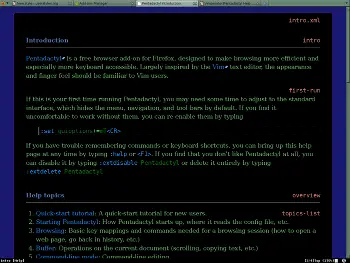 Pentadactyl Introduction
intro.xml
Introduction intro
Pentadactyl is a free browser add-on for Firefox, designed to make browsing more efficient and
especially more keyboard accessible. Largely inspired by the Vim text editor, the appearance
and finger feel should be familiar to Vim users.
first-run
If this is your first time running Pentadactyl, you may need some time to adjust to the standard
interface, which hides the menu, navigation, and tool bars by default. If you find it
uncomfortable to work without them, you can re-enable them by typing
:set guioptions+=mT<CR>
If you have trouble remembering commands or keyboard shortcuts, you can bring up this help
page at any time by typing :help or <F1>. If you find that you don't like Pentadactyl at all, you
can disable it by typing :extdisable Pentadactyl or delete it entirely by typing
:extdelete Pentadactyl
Help topics overview
1. Quick-start tutorial: A quick-start tutorial for new users. topics-list
2. Starting Pentadactyl: How Pentadactyl starts up, where it reads the config file, etc.
3. Browsing: Basic key mappings and commands needed for a browsing session (how to open a
web page, go back in history, etc.)
4. Buffer: Operations on the current document (scrolling, copying text, etc.)
5. Command-line mode: Command-line editing